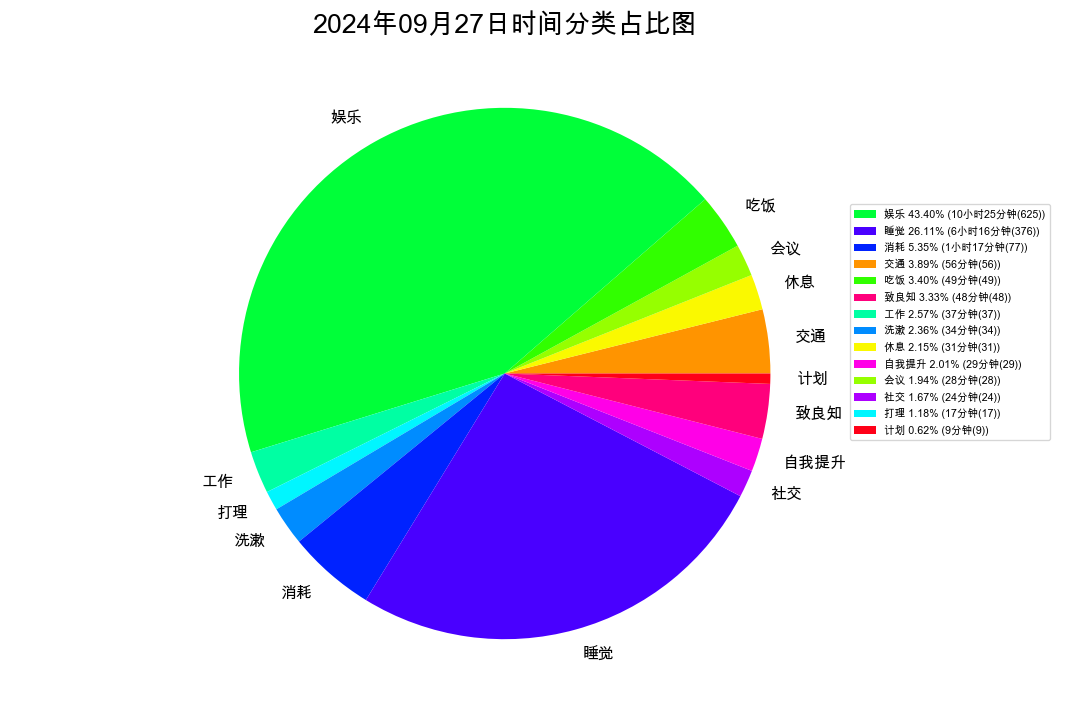 2024年09月27日时间分类占比图
娱乐
吃饭
会议
休息
交通
计划
致良知
自我提升
社交
工作
打理
洗漱
消耗
睡觉
娱乐 43.40% (10小时25分钟(625))
睡觉 26.11% (6小时16分钟(376))
消耗 5.35% (1小时17分钟(77))
交通 3.89% (56分钟(56))
吃饭 3.40% (49分钟(49))
致良知 3.33% (48分钟(48))
工作 2.57% (37分钟(37))
洗漱 2.36% (34分钟(34))
休息 2.15% (31分钟(31))
自我提升 2.01% (29分钟(29))
会议 1.94% (28分钟(28))
社交 1.67% (24分钟(24))
打理 1.18% (17分钟(17))
计划 0.62% (9分钟(9))